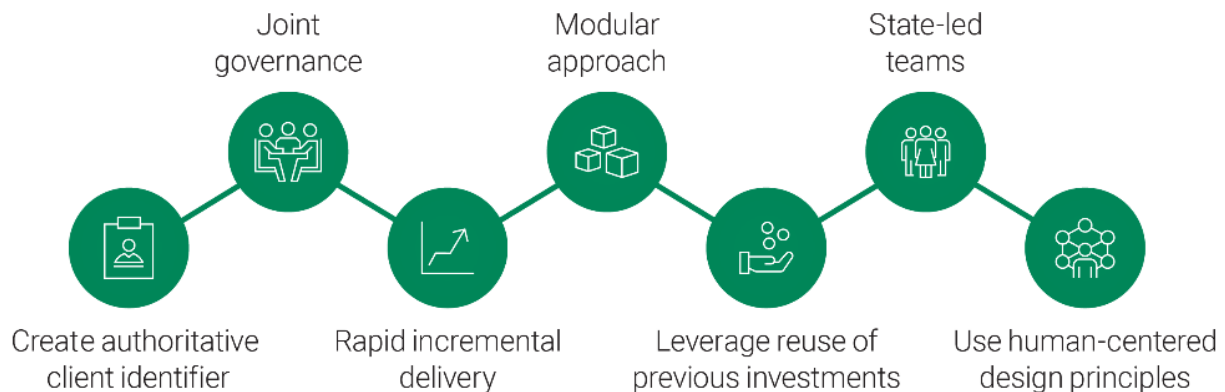 Joint
governance
Modular
approach
State-led
teams
Create authoritative
client identifier
Rapid incremental
delivery
Leverage reuse of
previous investments
Use human-centered
design principles